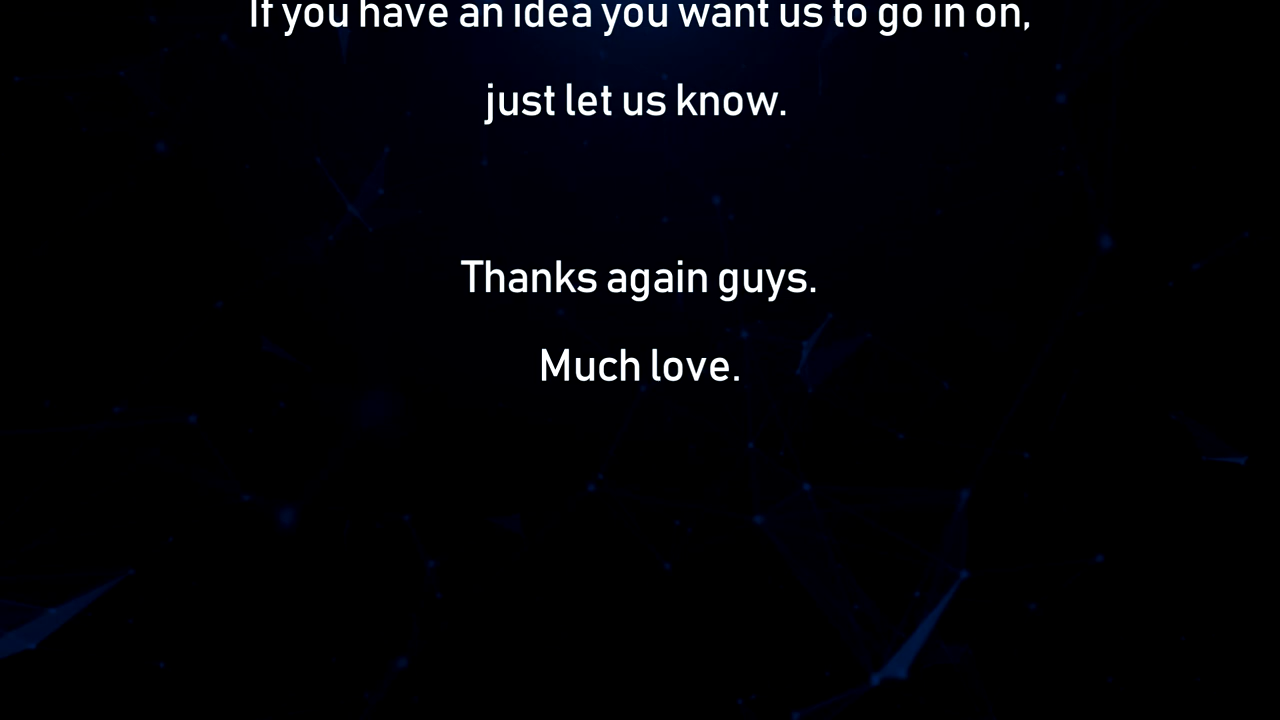 If you have an idea you want us to go in on,
just let us know.
Thanks again guys.
Much love.